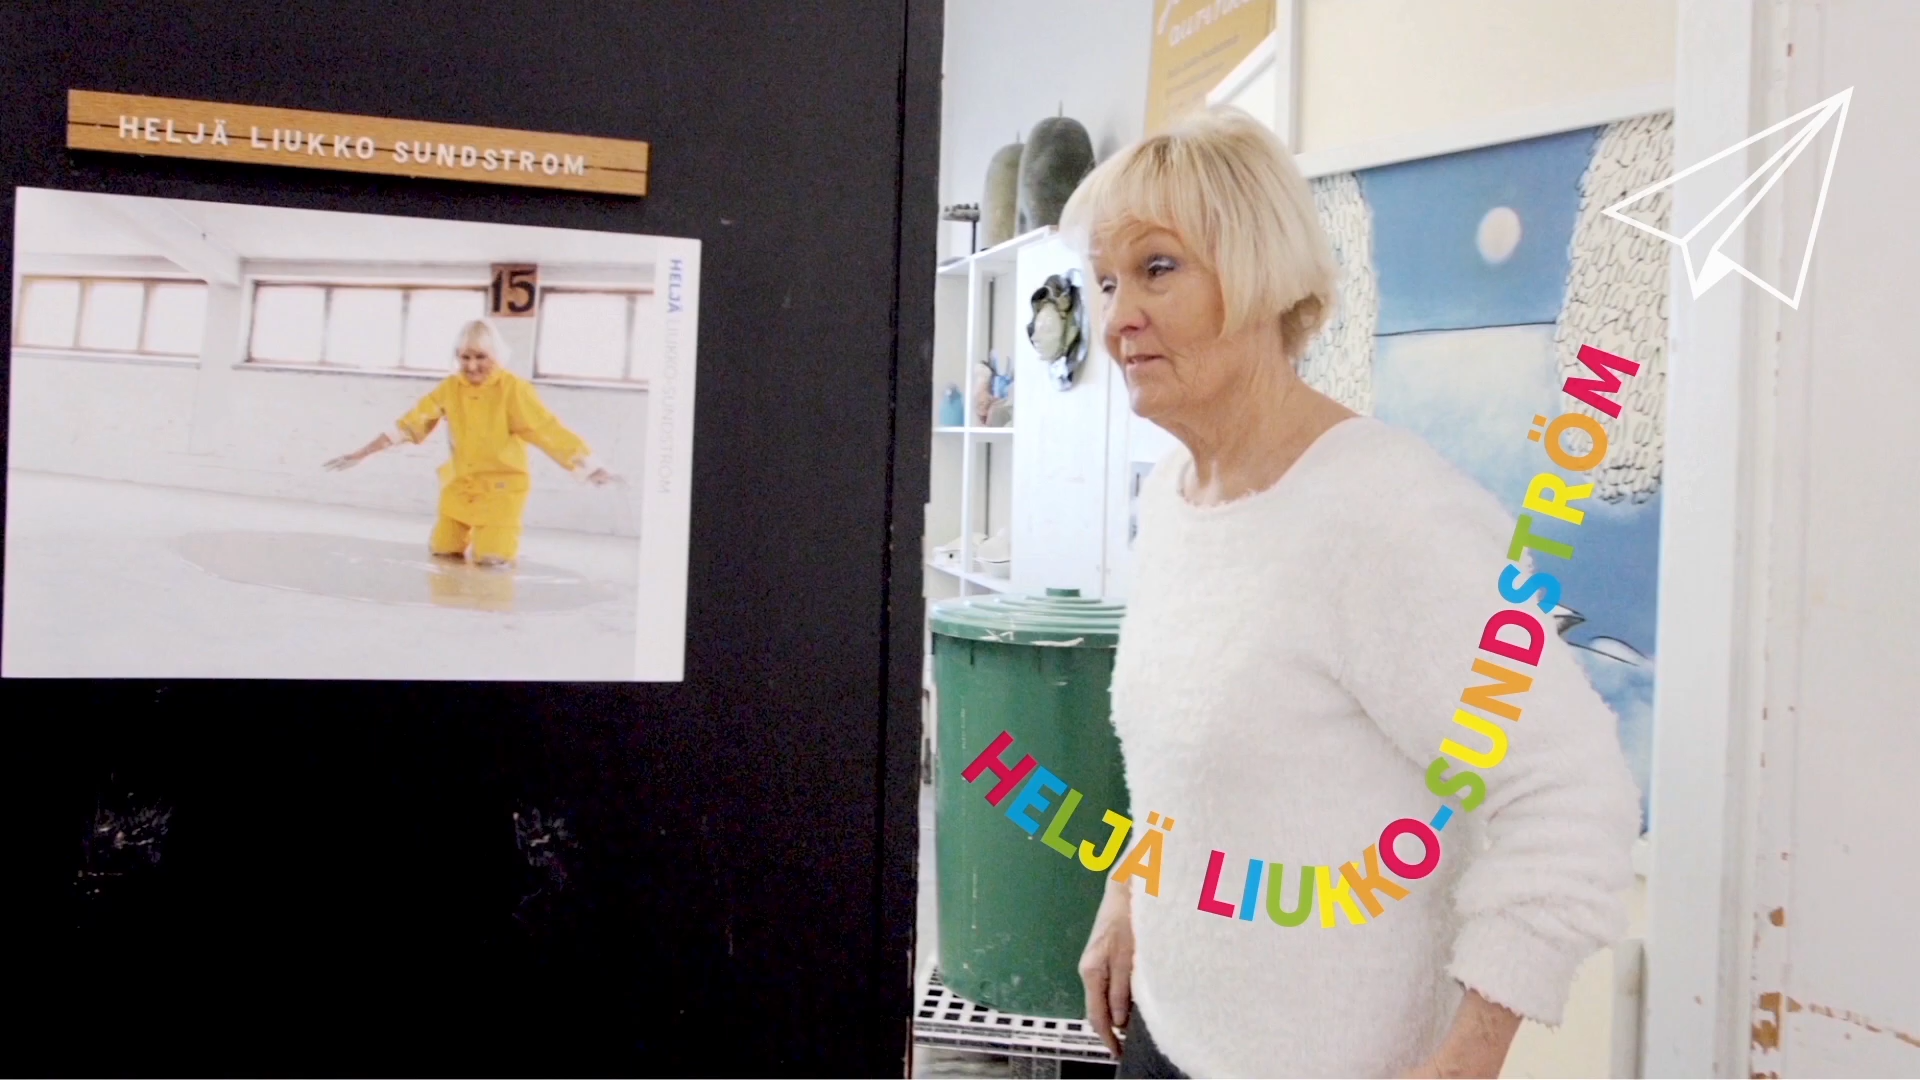 HELJÄ LIUKKO SUNDSTROM
15
HELJÄ LIUKKO-SUNDSTRÖM
HELJÄ LIUKKO-SUNDSTRÖM